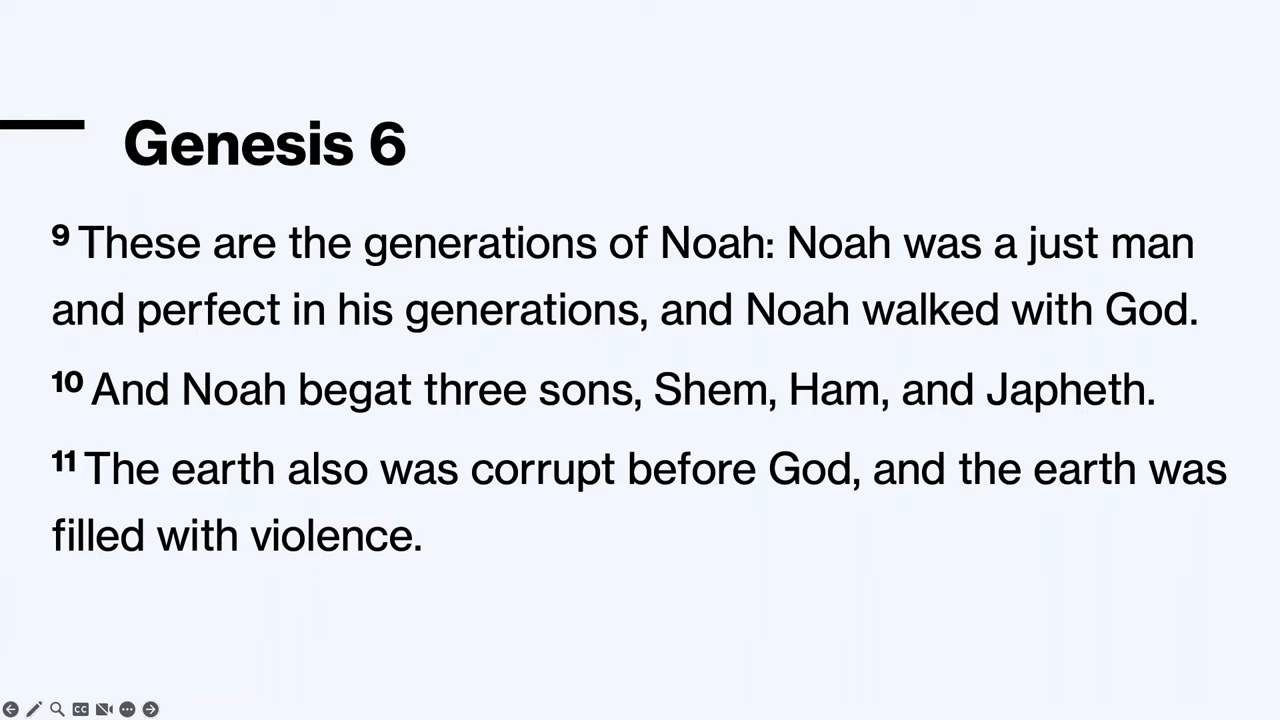 Genesis 6
9 These are the generations of Noah: Noah was a just man
and perfect in his generations, and Noah walked with God.
10 And Noah begat three sons, Shem, Ham, and Japheth.
11 The earth also was corrupt before God, and the earth was
filled with violence.
CC